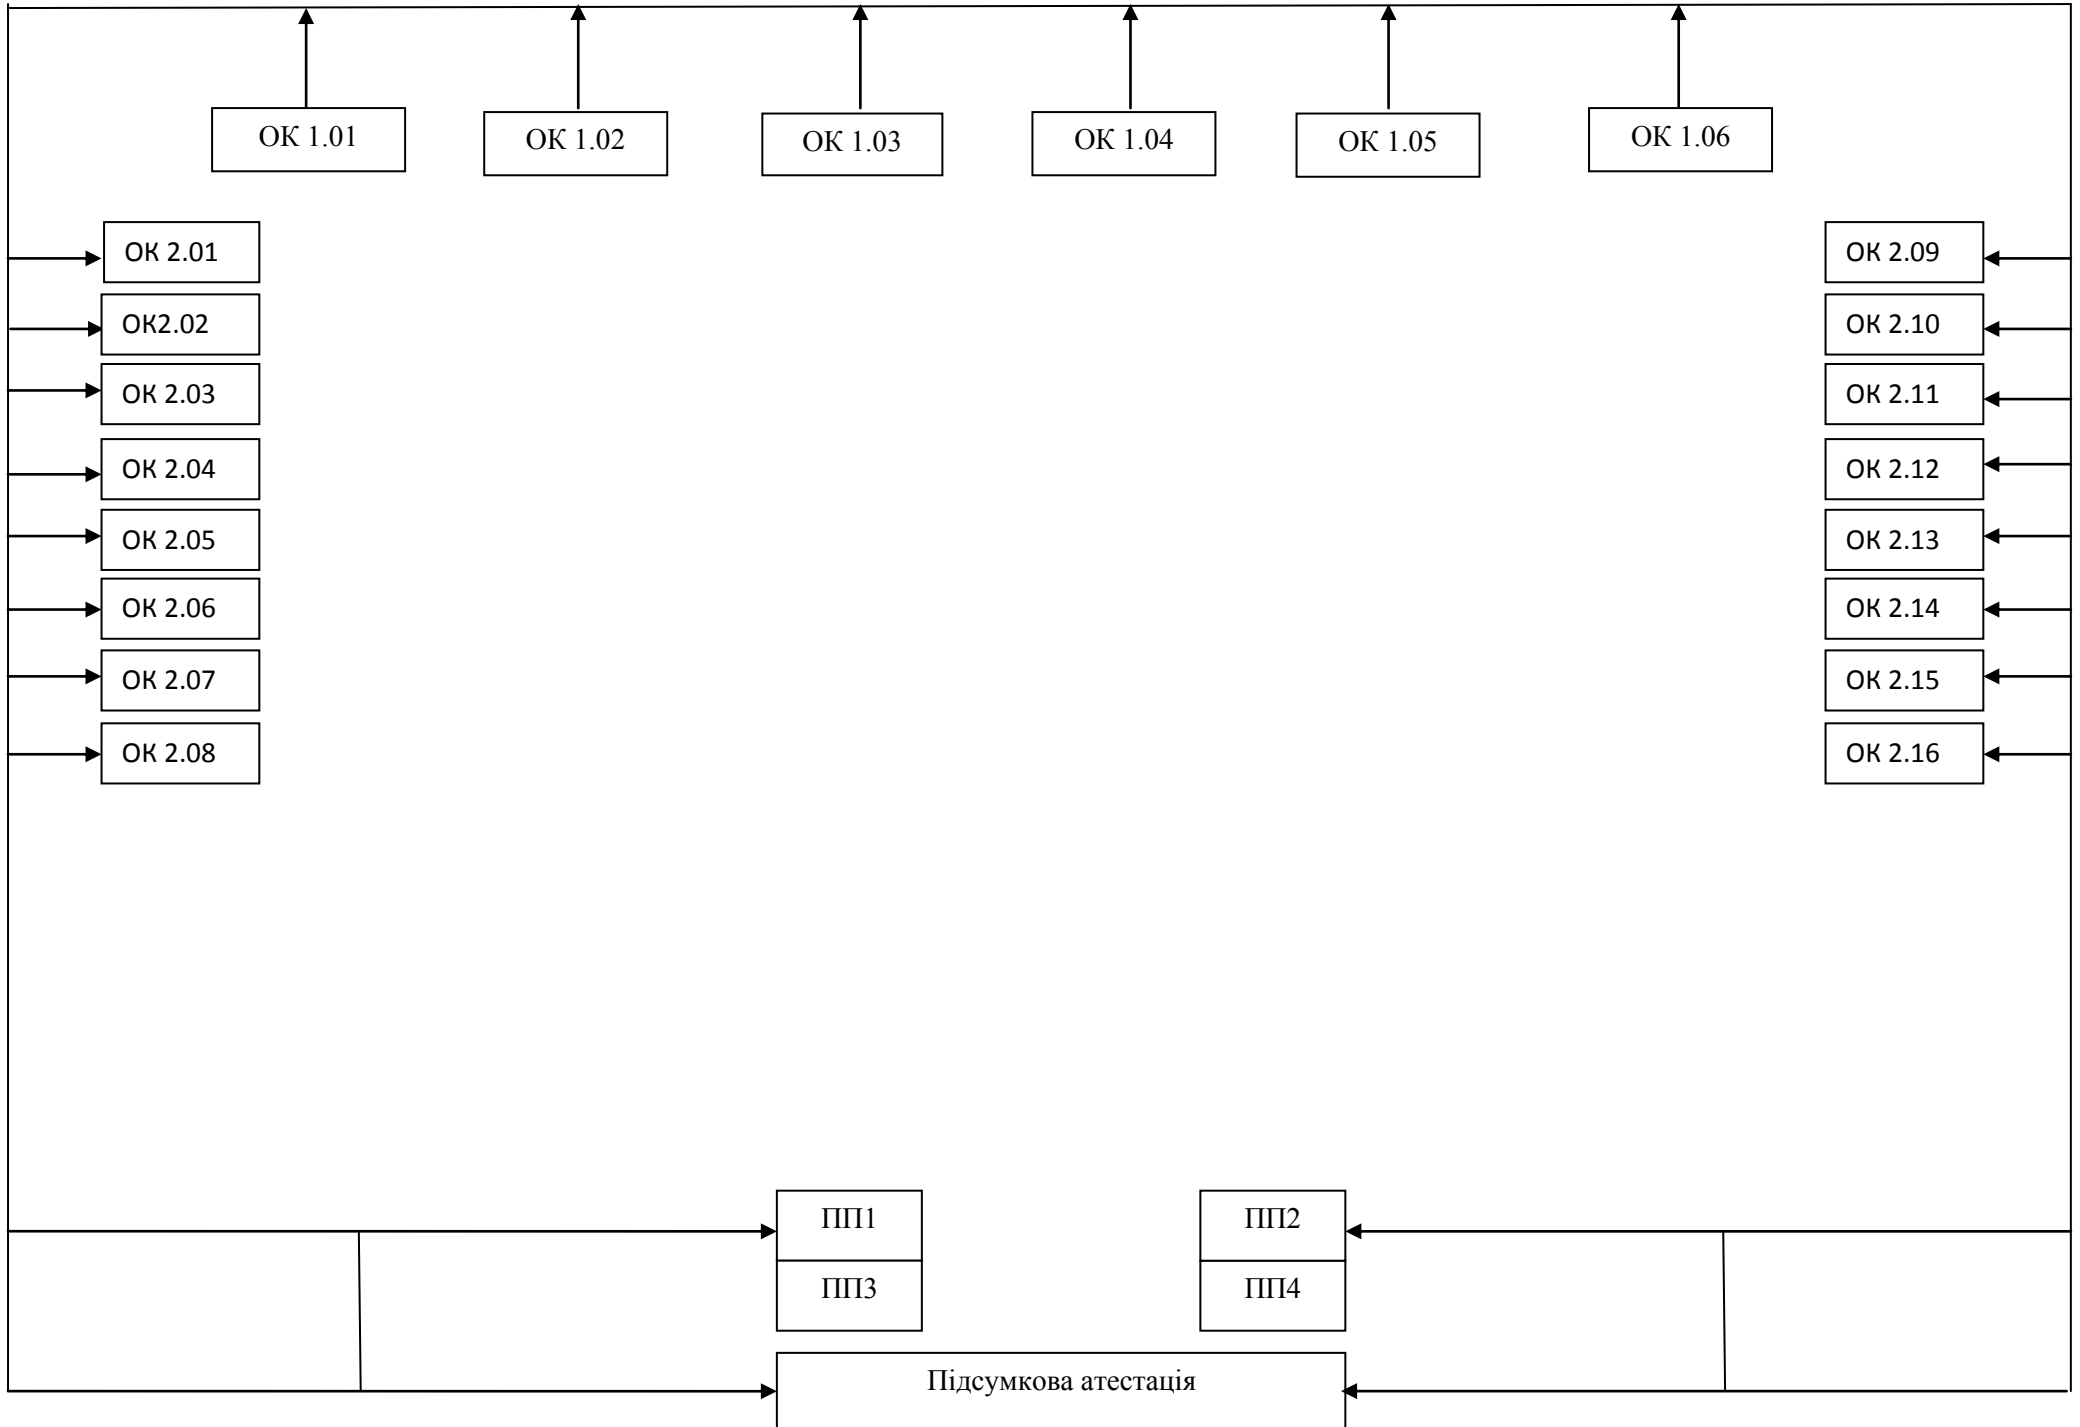 ОК 1.01
ОК 1.02
ОК 1.03
ОК 1.04
ОК 1.05
ОК 1.06
ОК 2.01
ОК2.02
ОК 2.03
ОК 2.04
ОК 2.05
ОК 2.06
ОК 2.07
ОК 2.08
ОК 2.09
ОК 2.10
ОК 2.11
ОК 2.12
ОК 2.13
ОК 2.14
ОК 2.15
ОК 2.16
ПП1
ПП2
ПП3
ПП4
Підсумкова атестація